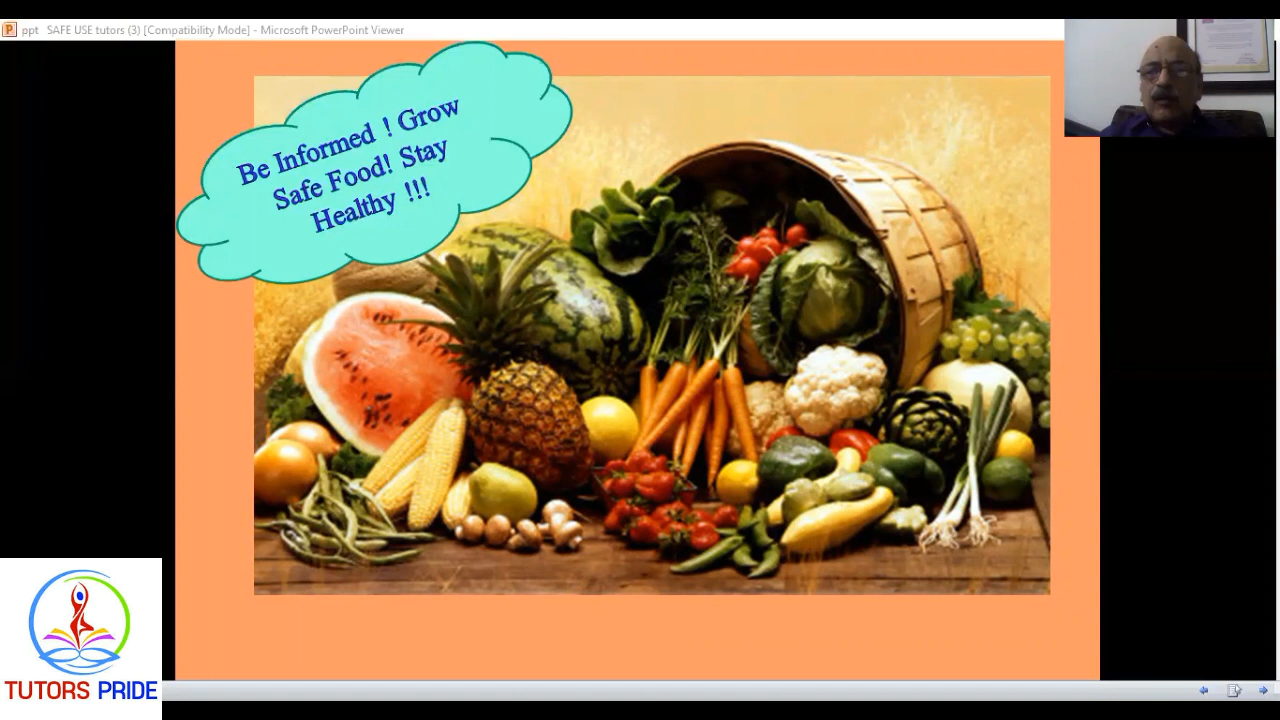 ppt SAFE USE tutors (3) [Compatibility Mode] - Microsoft PowerPoint Viewer
Be Informed ! Grow
Safe Food! Stay
Healthy !!!
TUTORS PRIDE